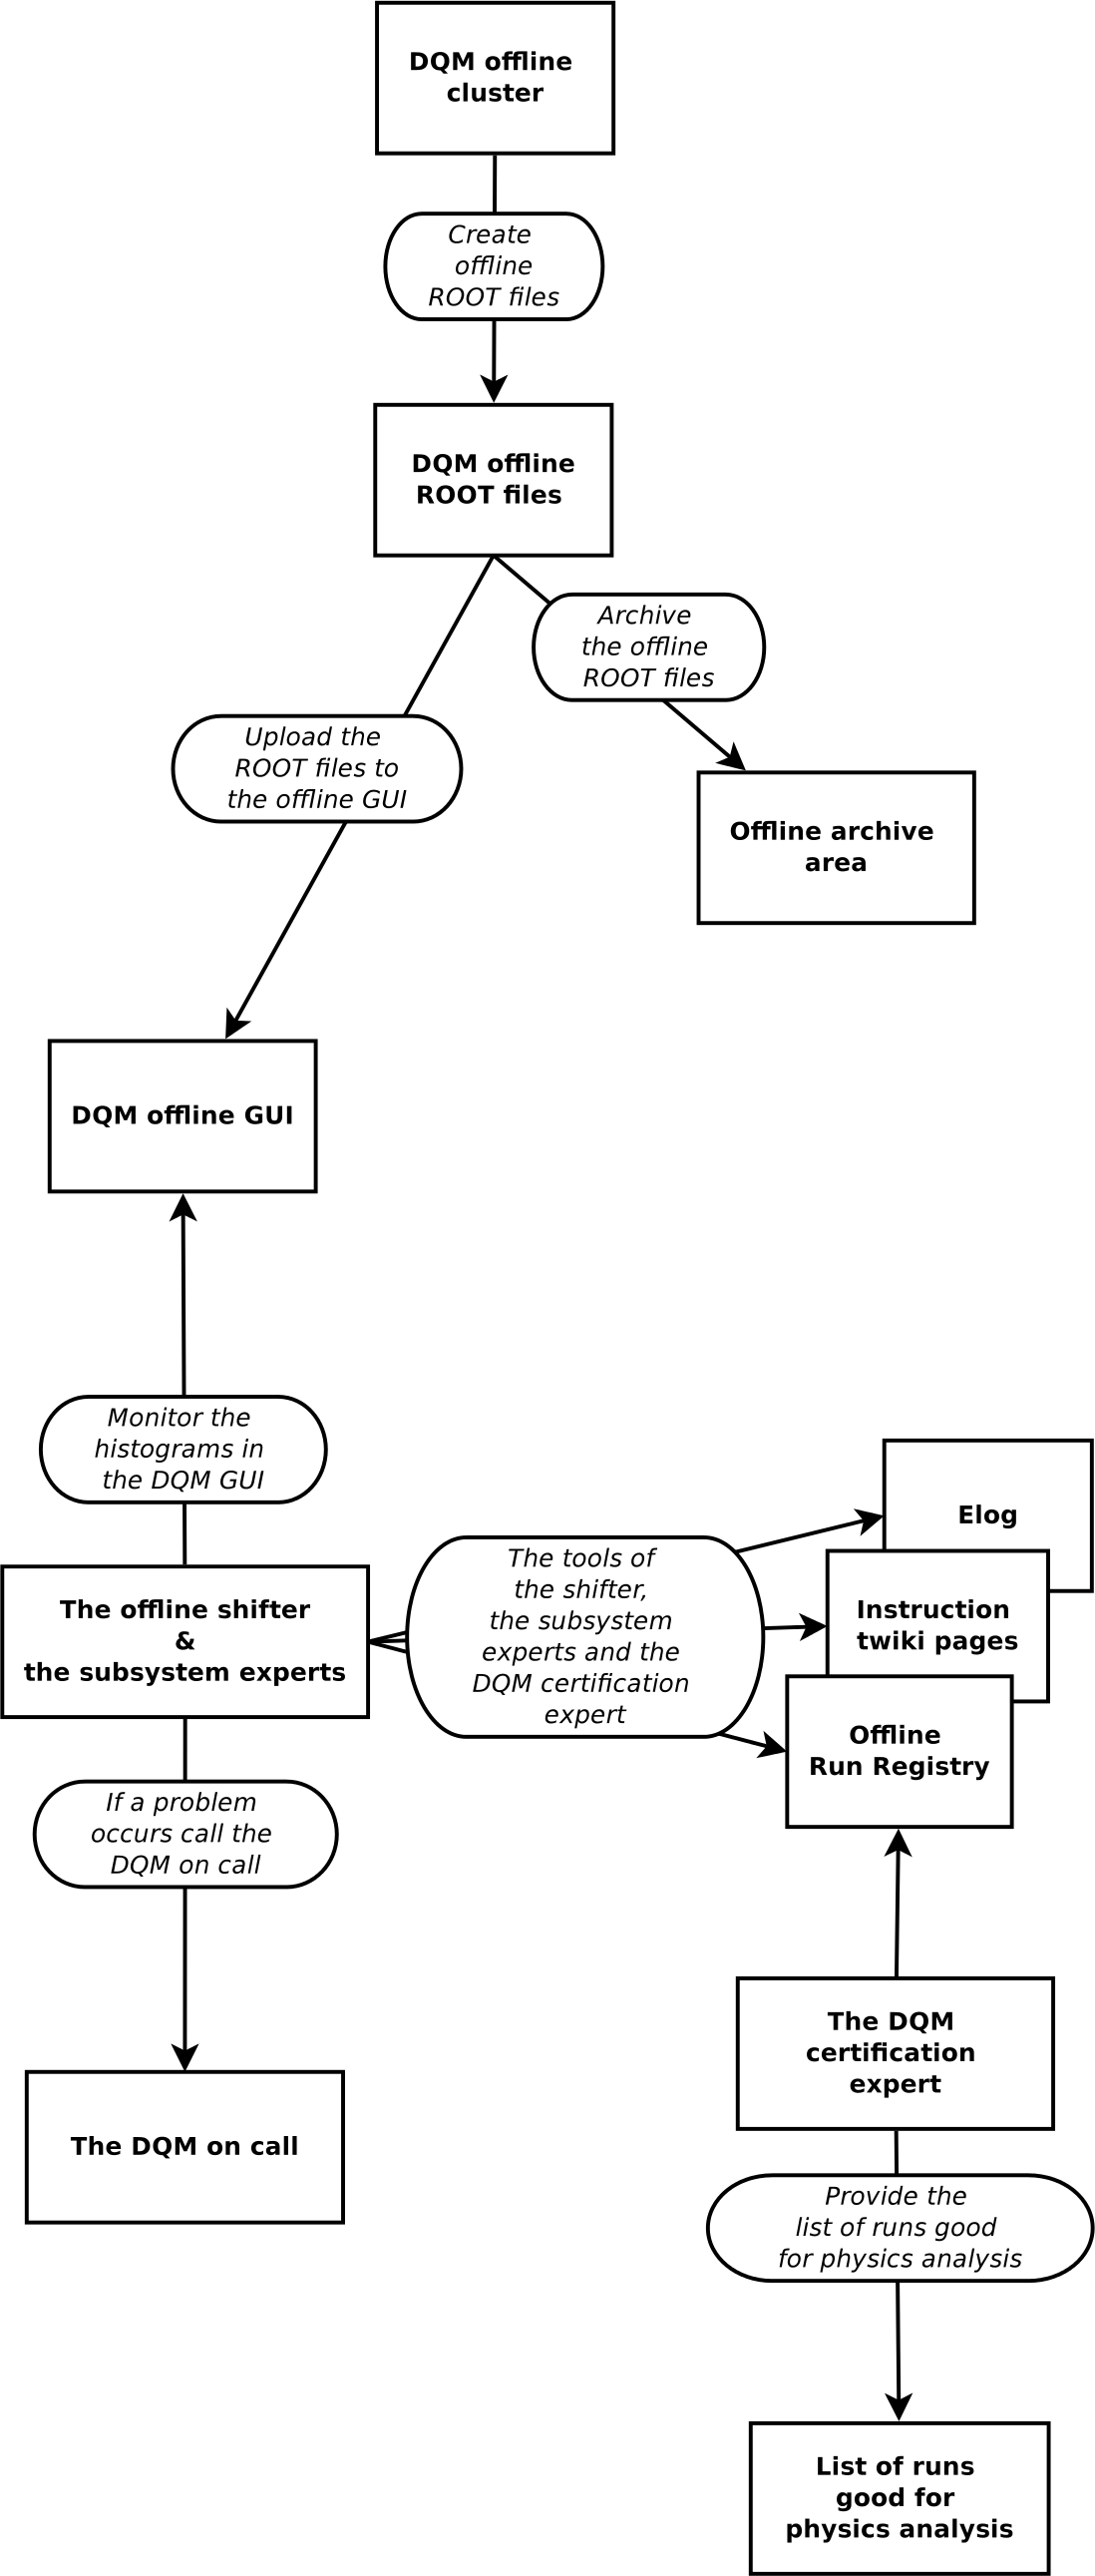 DQM offline
cluster
Create
offline
ROOT files
DQM offline
ROOT files
Archive
the offline
ROOT files
Upload the
ROOT files to
the offline GUI
Offline archive
area
DQM offline GUI
Monitor the
histograms in
the DQM GUI
The offline shifter
&
the subsystem experts
The tools of
the shifter,
the subsystem
experts and the
DQM certification
expert
Elog
Instruction
twiki pages
Offline
Run Registry
If a problem
occurs call the
DQM on call
The DQM on call
The DQM
certification
expert
Provide the
list of runs good
for physics analysis
List of runs
good for
physics analysis